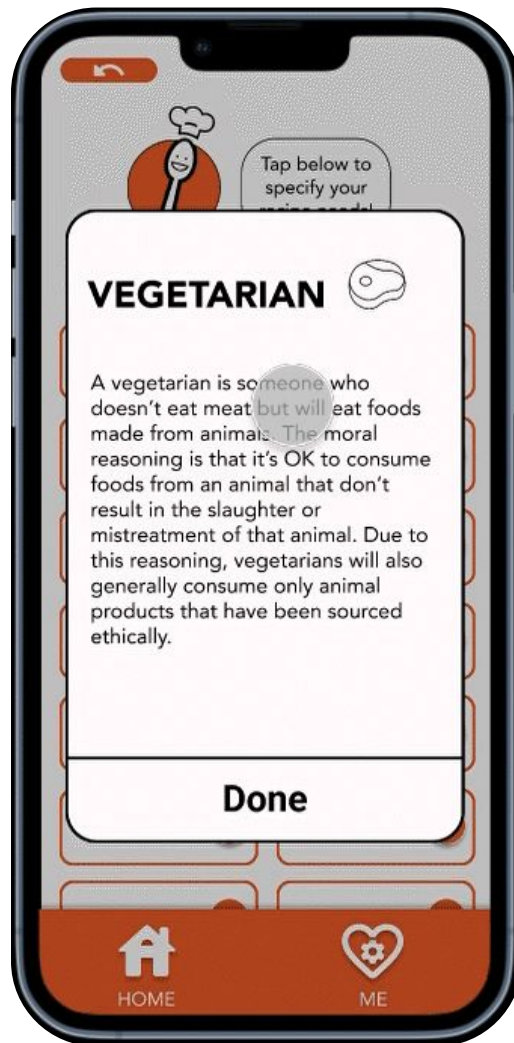 Tap below to
specify your
VEGETARIAN
A vegetarian is someone who
doesn't eat meat but will eat foods
made from animals. The moral
reasoning is that it's OK to consume
foods from an animal that don't
result in the slaughter or
mistreatment of that animal. Due to
this reasoning, vegetarians will also
generally consume only animal
products that have been sourced
ethically.
Done
HOME
ME